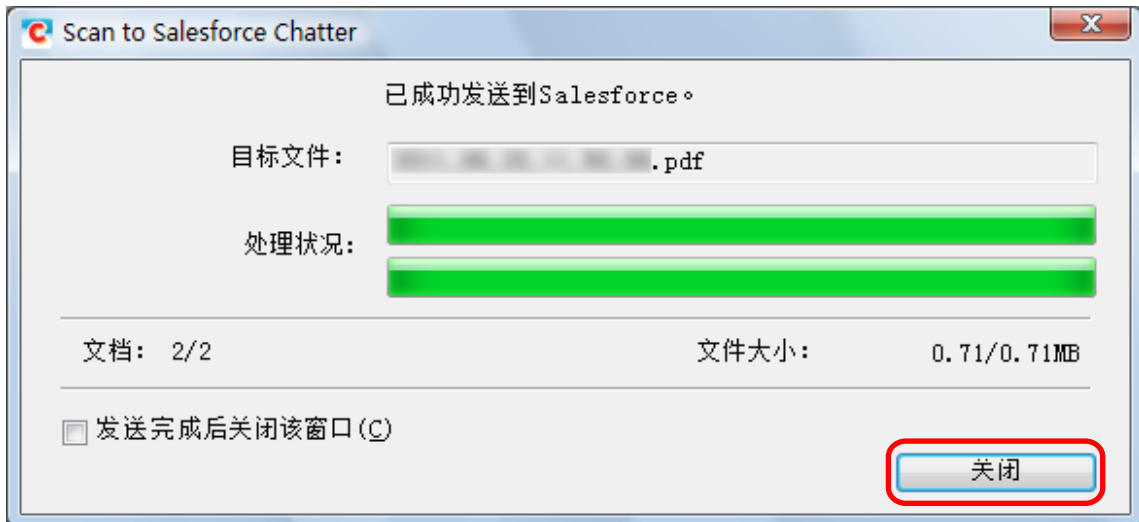 Scan to Salesforce Chatter
已成功发送到Salesforce。
目标文件: .pdf
处理状况:
文档: 2/2 文件大小: 0.71/0.71MB
发送完成后关闭该窗口(C)
关闭